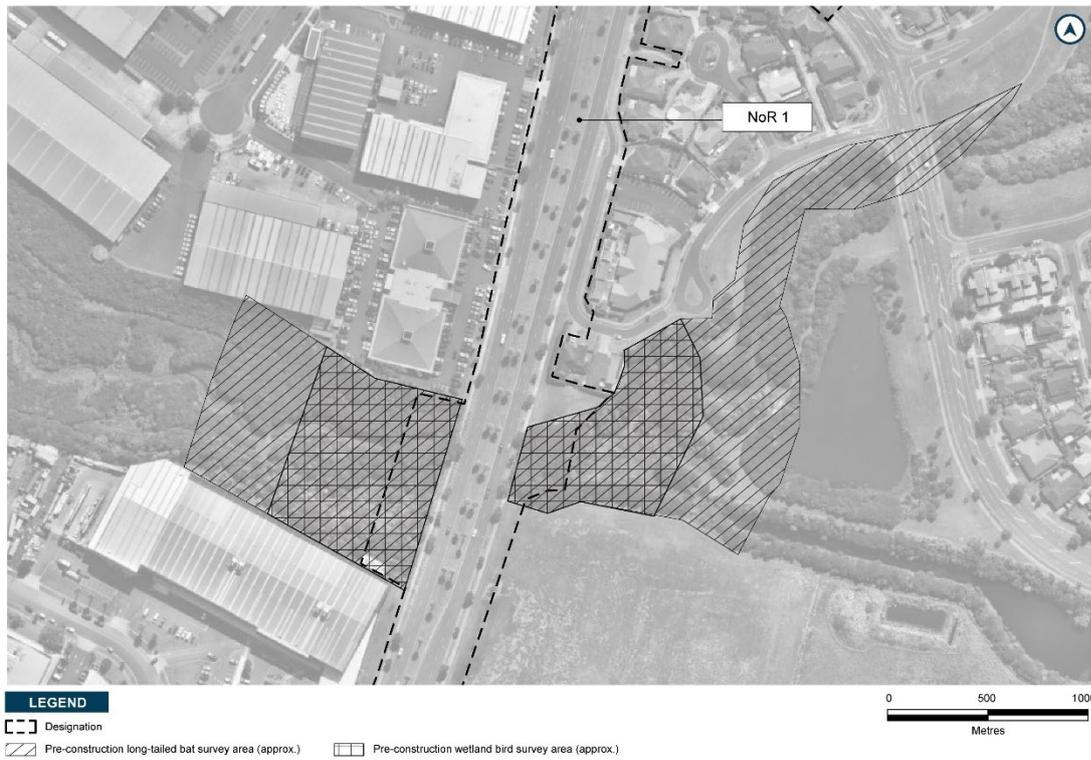 NoR 1
LEGEND
Designation
Pre-construction long-tailed bat survey area (approx.)
Pre-construction wetland bird survey area (approx.)
0 500 1000
Metres